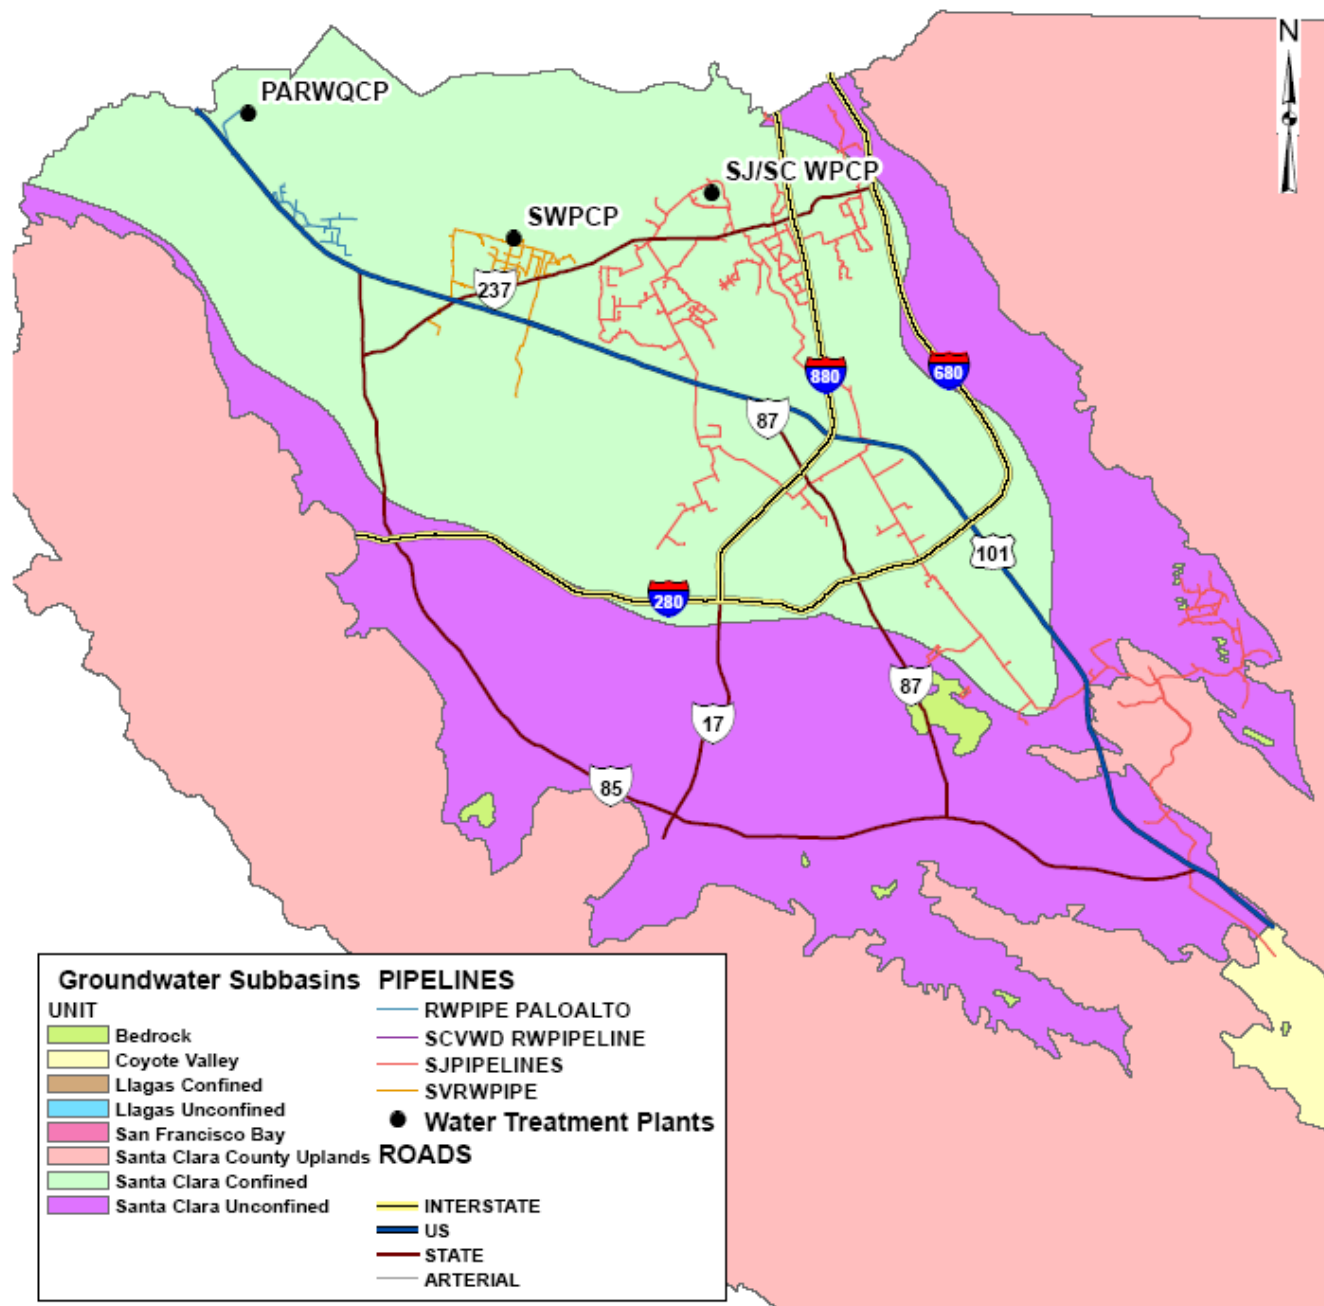 N
PARWQCP
SJ/SC WPCP
SWPCP
237
880
680
87
101
280
87
17
85
Groundwater Subbasins
UNIT
Bedrock
Coyote Valley
Llagas Confined
Llagas Unconfined
San Francisco Bay
Santa Clara County Uplands
Santa Clara Confined
Santa Clara Unconfined
PIPELINES
RWPIPE PALOALTO
SCVWD RWPIPELINE
SJPIPELINES
SVRWPIPE
Water Treatment Plants
ROADS
INTERSTATE
US
STATE
ARTERIAL